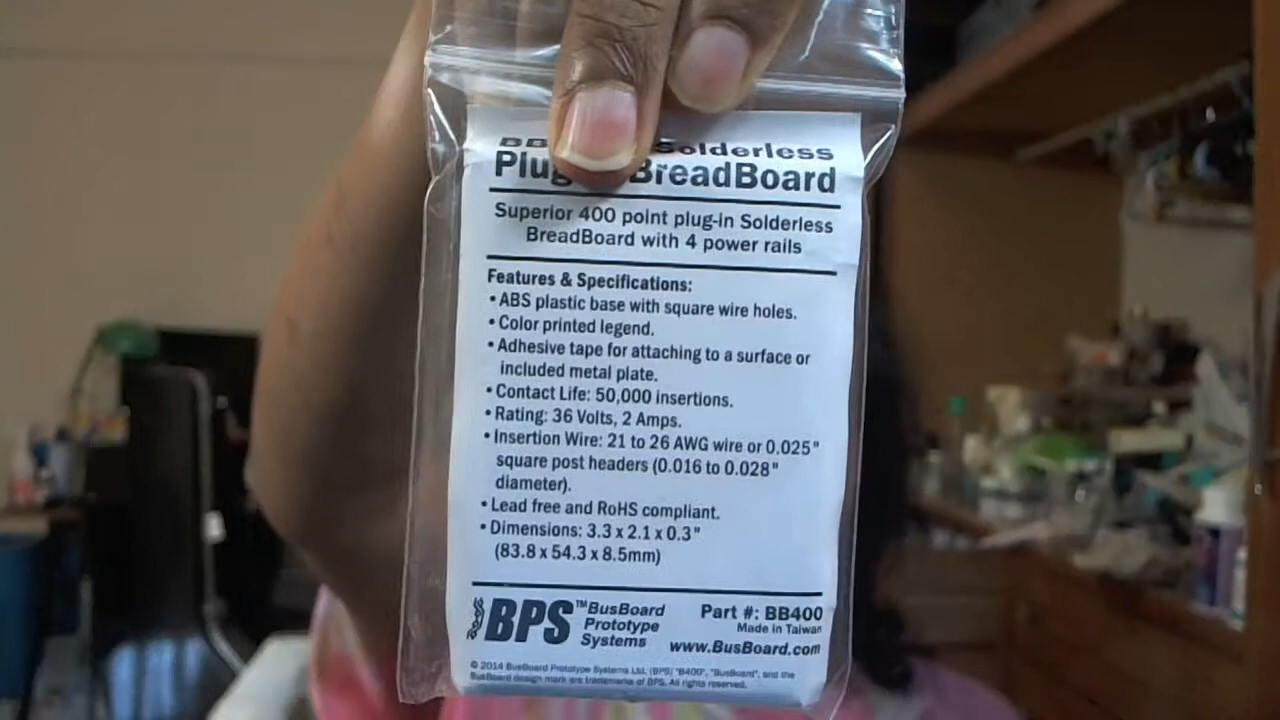 Solderless
BreadBoard
Superior 400 point plug-in Solderless
BreadBoard with 4 power rails
Features & Specifications:
• ABS plastic base with square wire holes.
• Color printed legend.
• Adhesive tape for attaching to a surface or
included metal plate.
• Contact Life: 50,000 insertions.
• Rating: 36 Volts, 2 Amps.
• Insertion Wire: 21 to 26 AWG wire or 0.025"
square post headers (0.016 to 0.028"
diameter).
• Lead free and RoHS compliant.
• Dimensions: 3.3 x 2.1 x 0.3"
(83.8 x 54.3 x 8.5mm)
BPS™ BusBoard
Prototype
Systems
Part #: BB400
Made in Taiwan
www.BusBoard.com
© 2014 BusBoard Prototype Systems Ltd. (BPS) "B400", "BusBoard", and the
BusBoard design mark are trademarks of BPS. All rights reserved.